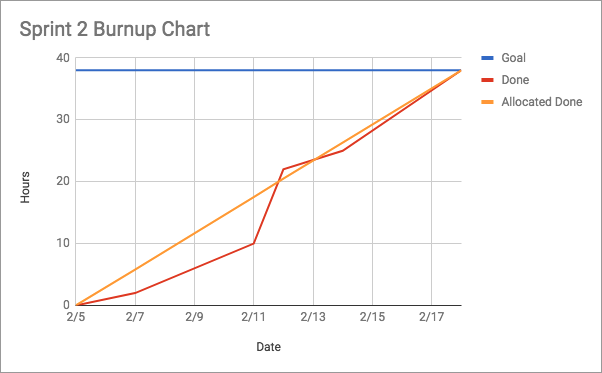 Sprint 2 Burnup Chart
40
30
20
10
0
Hours
2/5 2/7 2/9 2/11 2/13 2/15 2/17
Date
Goal
Done
Allocated Done